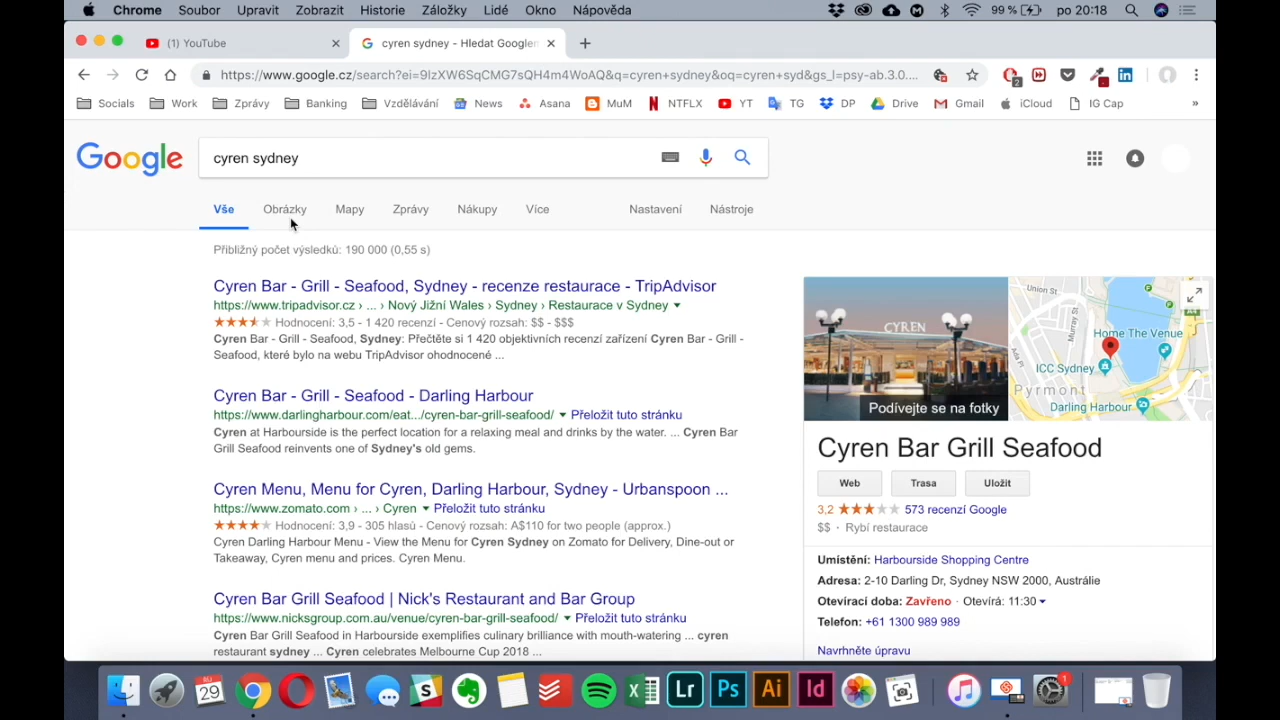 Chrome Soubor Upravit Zobrazit Historie Záložky Lidé Okno Nápověda 99 % po 20:18
(1) YouTube cyren sydney - Hledat Googlem
https://www.google.cz/search?ei=9IzXW6SqCMG7sQH4m4WoAQ&q=cyren+sydney&oq=cyren+syd&gs_l=psy-ab.3.0.... 2
Socials Work Zprávy Banking Vzdělávání News Asana MuM NTFLX YT TG DP Drive Gmail iCloud IG Cap »
Google cyren sydney
Vše Obrázky Mapy Zprávy Nákupy Více Nastavení Nástroje
Přibližný počet výsledků: 190 000 (0,55 s)
Cyren Bar - Grill - Seafood, Sydney - recenze restaurace - TripAdvisor
https://www.tripadvisor.cz › ... › Nový Jižní Wales › Sydney › Restaurace v Sydney
Hodnocení: 3,5 - 1 420 recenzí - Cenový rozsah: $$ - $$$
Cyren Bar - Grill - Seafood, Sydney: Přečtěte si 1 420 objektivních recenzí zařízení Cyren Bar - Grill -
Seafood, které bylo na webu TripAdvisor ohodnocené ...
Cyren Bar - Grill - Seafood - Darling Harbour
https://www.darlingharbour.com/eat.../cyren-bar-grill-seafood/ Přeložit tuto stránku
Cyren at Harbourside is the perfect location for a relaxing meal and drinks by the water. ... Cyren Bar
Grill Seafood reinvents one of Sydney's old gems.
Cyren Menu, Menu for Cyren, Darling Harbour, Sydney - Urbanspoon ...
https://www.zomato.com › ... › Cyren Přeložit tuto stránku
Hodnocení: 3,9 - 305 hlasů - Cenový rozsah: A$110 for two people (approx.)
Cyren Darling Harbour Menu - View the Menu for Cyren Sydney on Zomato for Delivery, Dine-out or
Takeaway, Cyren menu and prices. Cyren Menu.
Cyren Bar Grill Seafood | Nick's Restaurant and Bar Group
https://www.nicksgroup.com.au/venue/cyren-bar-grill-seafood/ Přeložit tuto stránku
Cyren Bar Grill Seafood in Harbourside exemplifies culinary brilliance with mouth-watering ... cyren
restaurant sydney ... Cyren celebrates Melbourne Cup 2018 ...
CYREN
Podívejte se na fotky
Union St.
Murray St
Home The Venue
ICC Sydney
Pyrmont
Darling Harbour
Cyren Bar Grill Seafood
Web Trasa Uložit
3,2 573 recenzí Google
$$ · Rybí restaurace
Umístění: Harbourside Shopping Centre
Adresa: 2-10 Darling Dr, Sydney NSW 2000, Austrálie
Otevírací doba: Zavřeno · Otevírá: 11:30
Telefon: +61 1300 989 989
Navrhněte úpravu
29 Lr Ps Ai Id 1